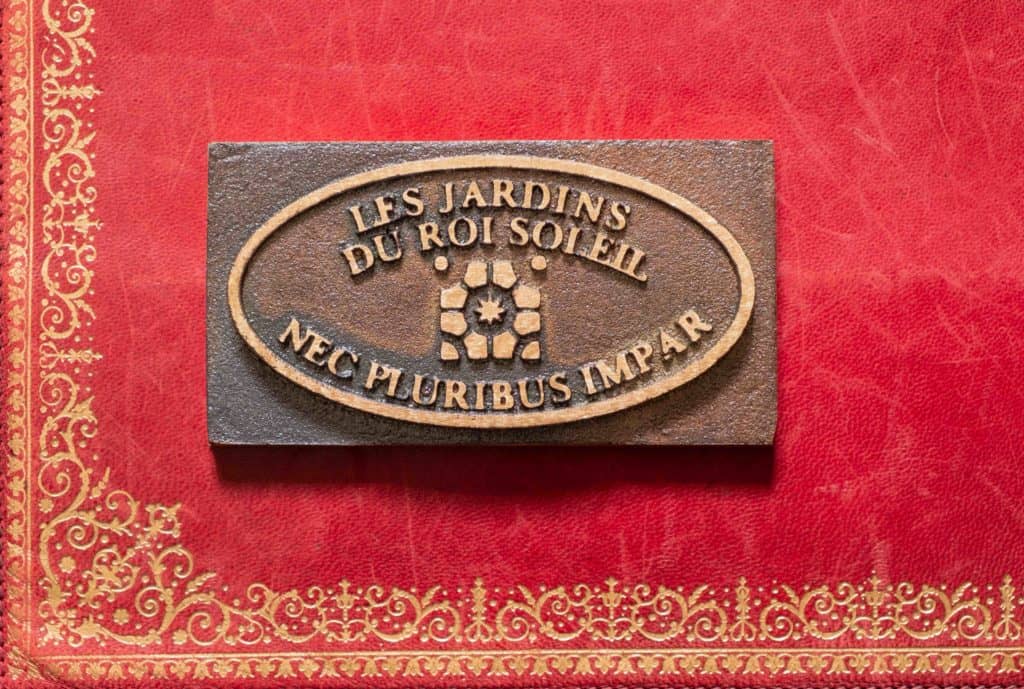 LES JARDINS
DU ROI SOLEIL
NEC PLURIBUS IMPAR